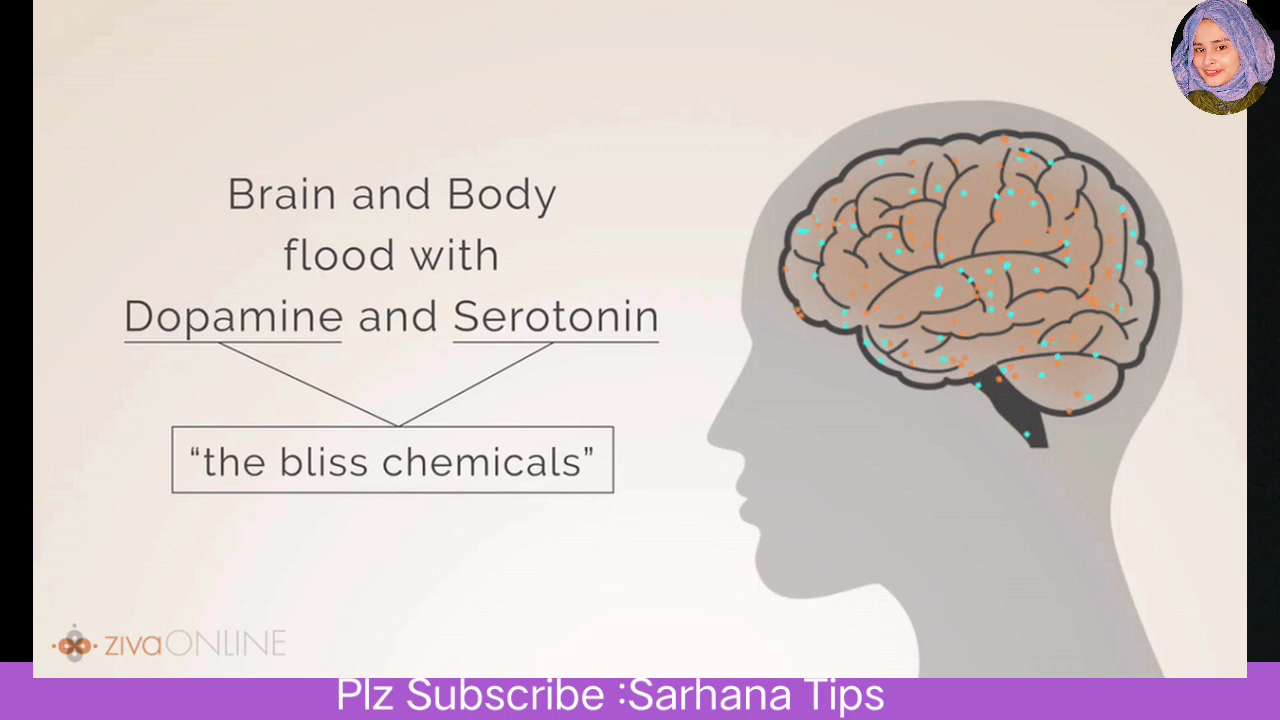 Brain and Body
flood with
Dopamine and Serotonin
“the bliss chemicals”
zivaONLINE
Plz Subscribe :Sarhana Tips